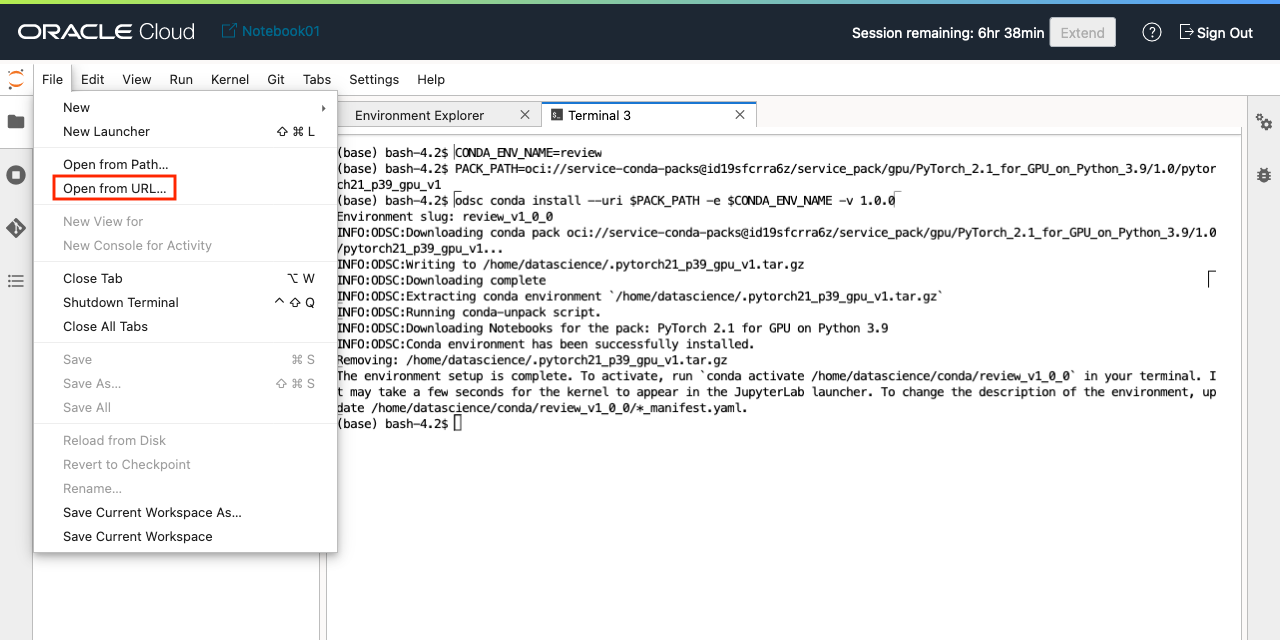 ORACLE Cloud
Notebook01
Session remaining: 6hr 38min
Extend
?
Sign Out
File Edit View Run Kernel Git Tabs Settings Help
New
New Launcher ⇧ ⌘ L
Open from Path...
Open from URL...
New View for
New Console for Activity
Close Tab ⌥ W
Shutdown Terminal ^ ⇧ Q
Close All Tabs
Save ⌘ S
Save As... ⇧ ⌘ S
Save All
Reload from Disk
Revert to Checkpoint
Rename...
Save Current Workspace As...
Save Current Workspace
Environment Explorer
Terminal 3
(base) bash-4.2$ CONDA_ENV_NAME=review
(base) bash-4.2$ PACK_PATH=oci://service-conda-packs@id19sfcrra6z/service_pack/gpu/PyTorch_2.1_for_GPU_on_Python_3.9/1.0/pytor
ch21_p39_gpu_v1
(base) bash-4.2$ odsc conda install --uri $PACK_PATH -e $CONDA_ENV_NAME -v 1.0.0
Environment slug: review_v1_0_0
INFO:ODSC:Downloading conda pack oci://service-conda-packs@id19sfcrra6z/service_pack/gpu/PyTorch_2.1_for_GPU_on_Python_3.9/1.0
/pytorch21_p39_gpu_v1...
INFO:ODSC:Writing to /home/datascience/.pytorch21_p39_gpu_v1.tar.gz
INFO:ODSC:Downloading complete
INFO:ODSC:Extracting conda environment `/home/datascience/.pytorch21_p39_gpu_v1.tar.gz`
INFO:ODSC:Running conda-unpack script.
INFO:ODSC:Downloading Notebooks for the pack: PyTorch 2.1 for GPU on Python 3.9
INFO:ODSC:Conda environment has been successfully installed.
Removing: /home/datascience/.pytorch21_p39_gpu_v1.tar.gz
The environment setup is complete. To activate, run `conda activate /home/datascience/conda/review_v1_0_0` in your terminal. I
t may take a few seconds for the kernel to appear in the JupyterLab launcher. To change the description of the environment, up
date /home/datascience/conda/review_v1_0_0/*_manifest.yaml.
(base) bash-4.2$